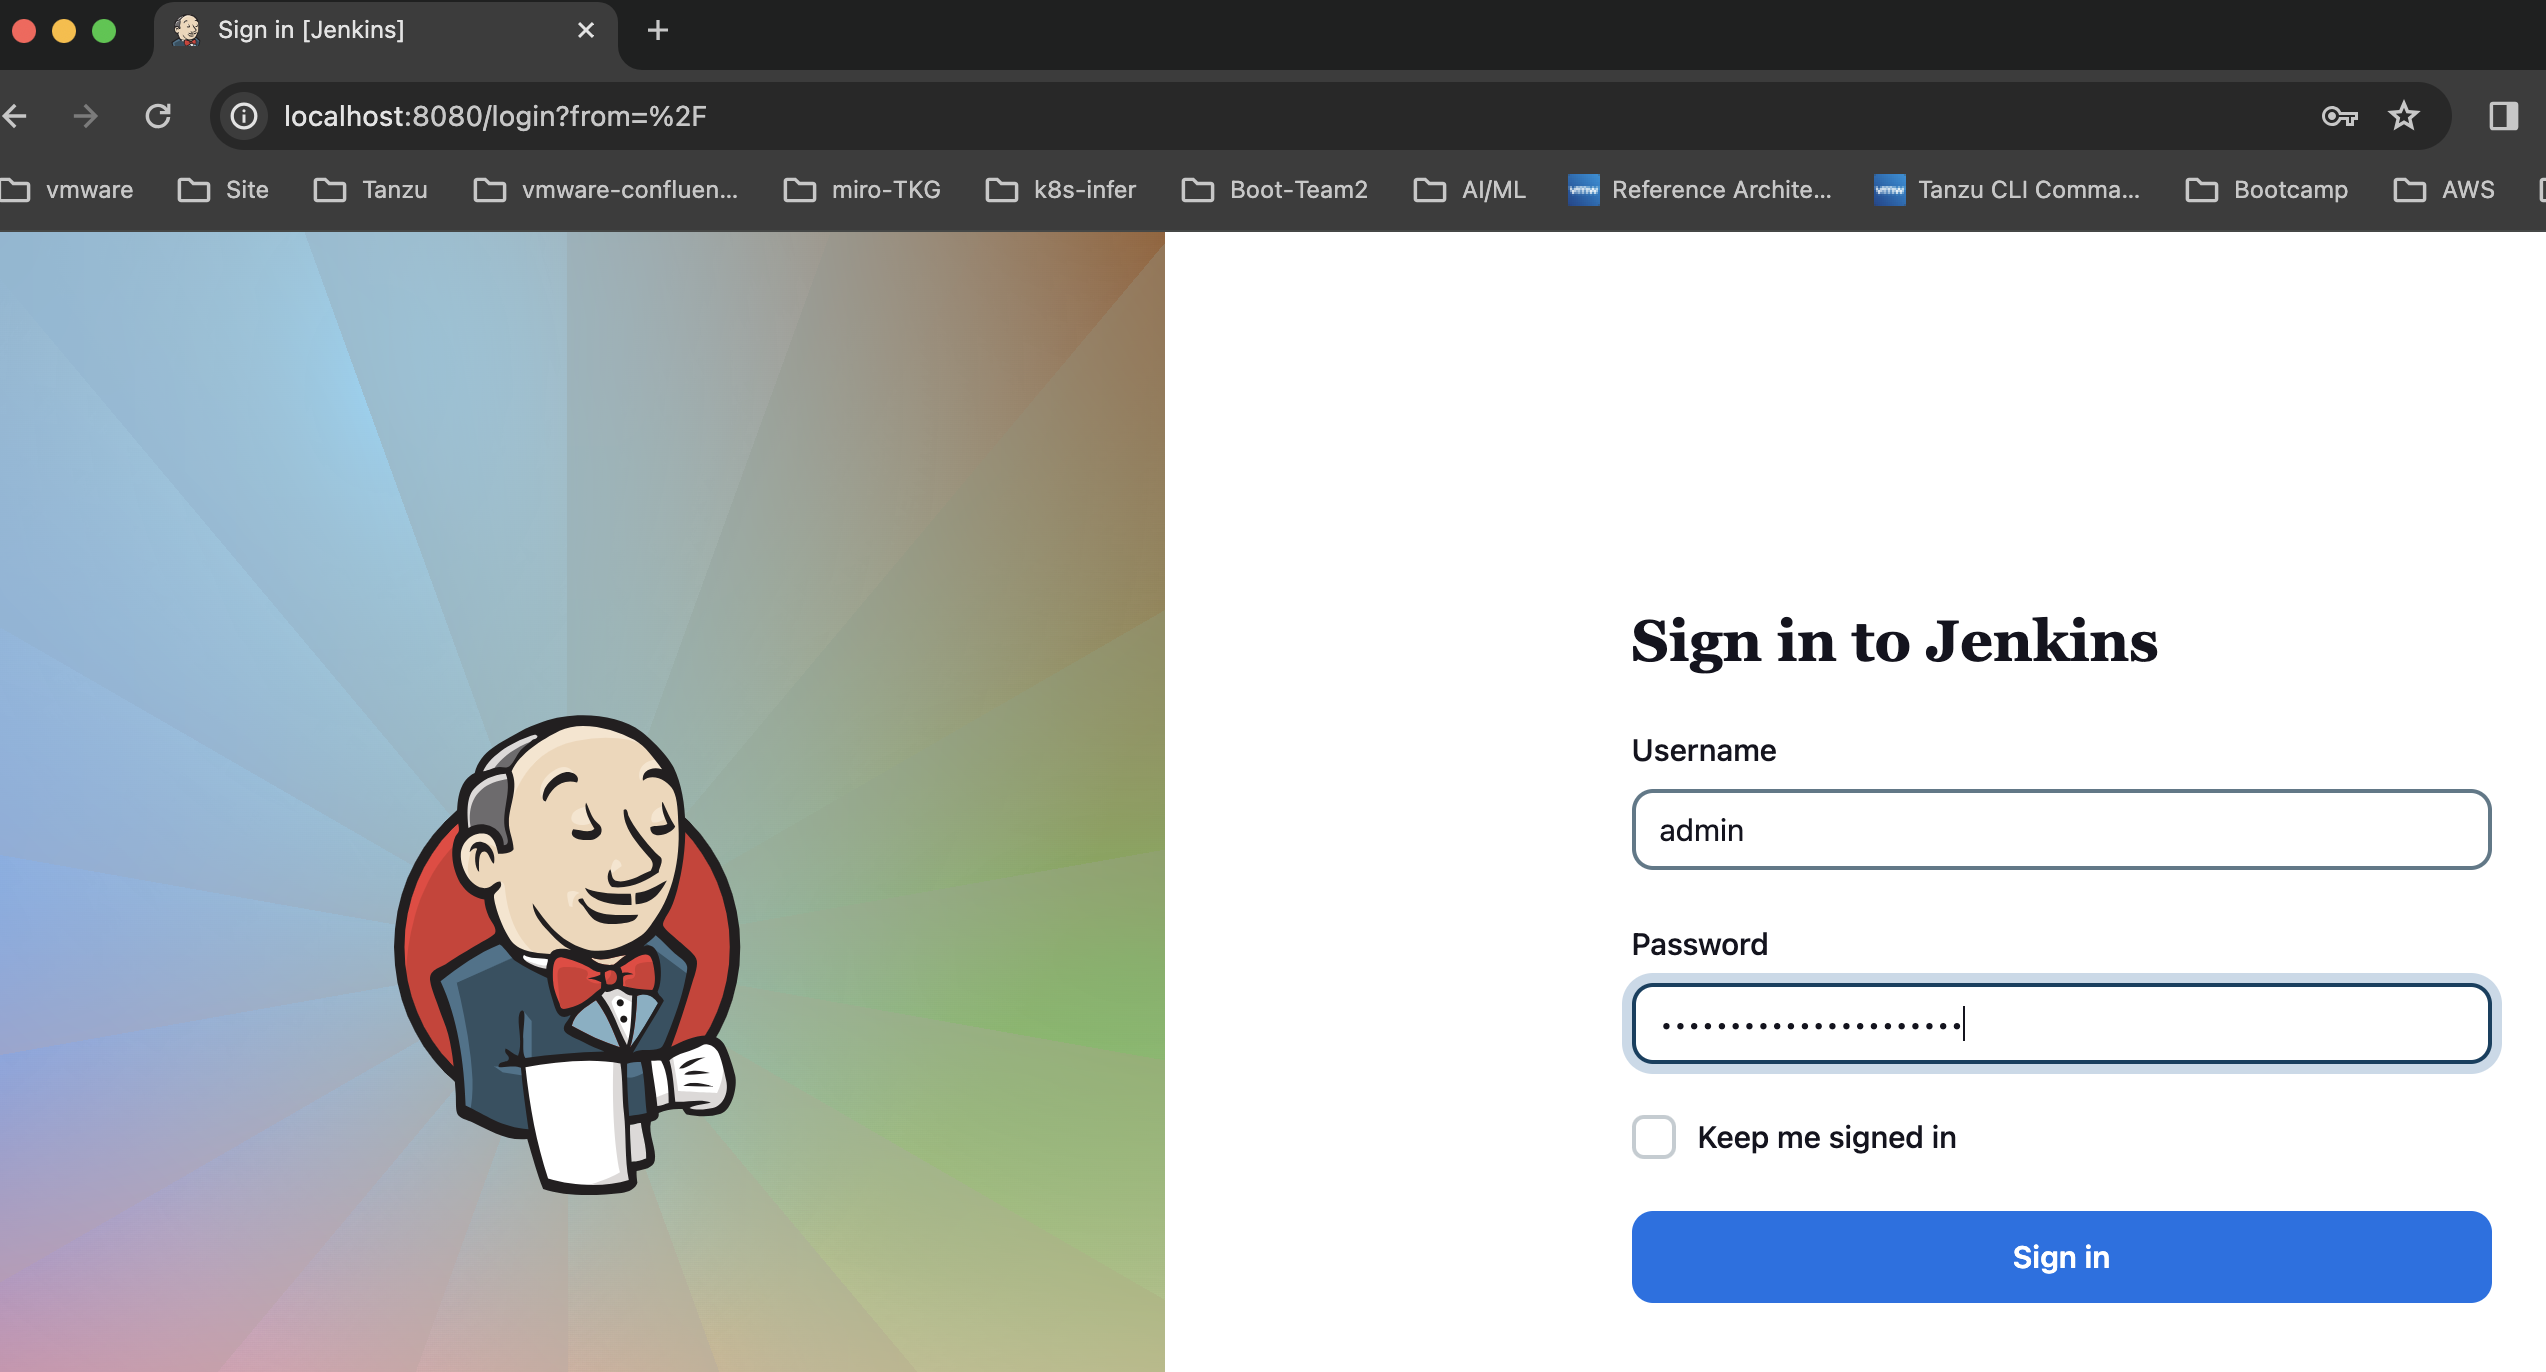 Sign in [Jenkins]
localhost:8080/login?from=%2F
vmware Site Tanzu vmware-confluen... miro-TKG k8s-infer Boot-Team2 AI/ML vmw Reference Archite... vmw Tanzu CLI Comma... Bootcamp AWS
Sign in to Jenkins
Username
admin
Password
••••••••••••••••••••••
Keep me signed in
Sign in